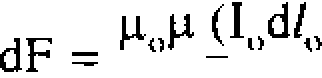 dF = μ₀μ (I₀dl₀